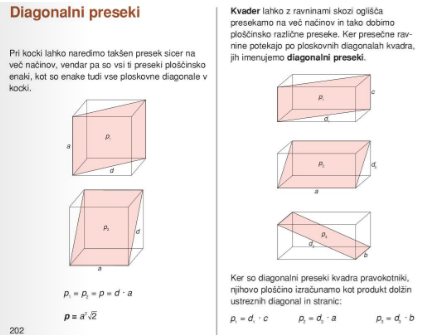 Diagonalni preseki
Pri kocki lahko naredimo takšen presek sicer na
več načinov, vendar pa so vsi ti preseki ploščinsko
enaki, kot so enake tudi vse ploskovne diagonale v
kocki.
p₁
a
d
p₂
d
a
p₁ = p₂ = p = d · a
p = a²√2
202
Kvader lahko z ravninami skozi oglišča
presekamo na več načinov in tako dobimo
ploščinsko različne preseke. Ker presečne rav-
nine potekajo po ploskovnih diagonalah kvadra,
jih imenujemo diagonalni preseki.
p₁
c
d₁
p₂
d₂
a
p₃
d₃
b
Ker so diagonalni preseki kvadra pravokotniki,
njihovo ploščino izračunamo kot produkt dolžin
ustreznih diagonal in stranic:
p₁ = d₁ · c p₂ = d₂ · a p₃ = d₃ · b